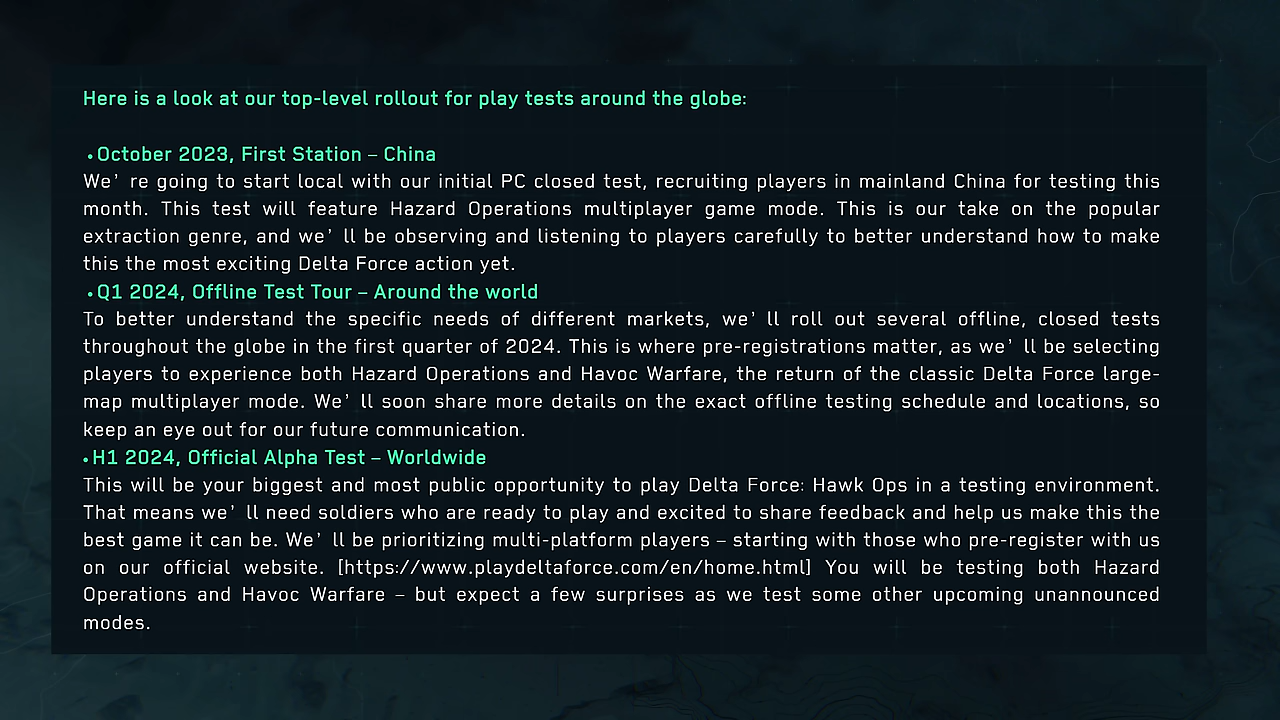 Here is a look at our top-level rollout for play tests around the globe:
•October 2023, First Station – China
We’ re going to start local with our initial PC closed test, recruiting players in mainland China for testing this
month. This test will feature Hazard Operations multiplayer game mode. This is our take on the popular
extraction genre, and we’ ll be observing and listening to players carefully to better understand how to make
this the most exciting Delta Force action yet.
•Q1 2024, Offline Test Tour – Around the world
To better understand the specific needs of different markets, we’ ll roll out several offline, closed tests
throughout the globe in the first quarter of 2024. This is where pre-registrations matter, as we’ ll be selecting
players to experience both Hazard Operations and Havoc Warfare, the return of the classic Delta Force large-
map multiplayer mode. We’ ll soon share more details on the exact offline testing schedule and locations, so
keep an eye out for our future communication.
•H1 2024, Official Alpha Test – Worldwide
This will be your biggest and most public opportunity to play Delta Force: Hawk Ops in a testing environment.
That means we’ ll need soldiers who are ready to play and excited to share feedback and help us make this the
best game it can be. We’ ll be prioritizing multi-platform players – starting with those who pre-register with us
on our official website. [https://www.playdeltaforce.com/en/home.html] You will be testing both Hazard
Operations and Havoc Warfare – but expect a few surprises as we test some other upcoming unannounced
modes.